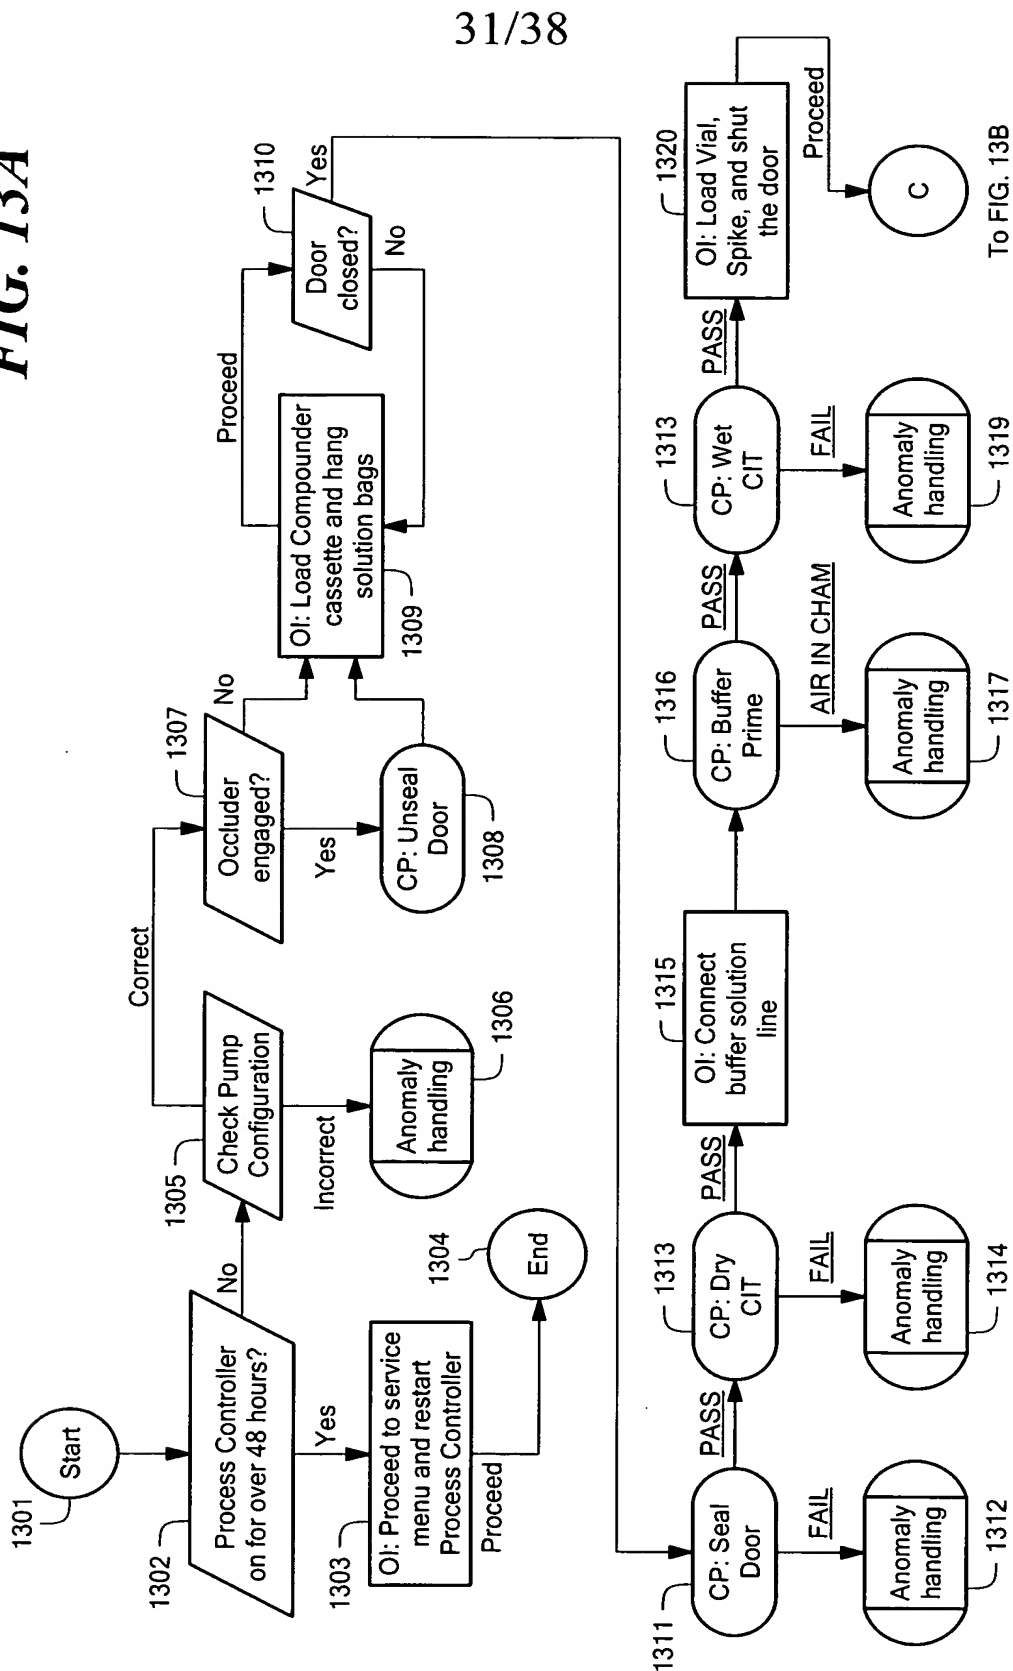 31/38
FIG. 13A
1301
Start
1302
Process Controller
on for over 48 hours?
No
Yes
1303
OI: Proceed to service
menu and restart
Process Controller
Proceed
1304
End
1305
Check Pump
Configuration
Correct
Incorrect
1306
Anomaly
handling
1307
Occluder
engaged?
No
Yes
1308
CP: Unseal
Door
1309
OI: Load Compounder
cassette and hang
solution bags
Proceed
1310
Door
closed?
Yes
No
1311
CP: Seal
Door
PASS
FAIL
1312
Anomaly
handling
1313
CP: Dry
CIT
PASS
FAIL
1314
Anomaly
handling
1315
OI: Connect
buffer solution
line
1316
CP: Buffer
Prime
PASS
AIR IN CHAM
1317
Anomaly
handling
1313
CP: Wet
CIT
PASS
FAIL
1319
Anomaly
handling
1320
OI: Load Vial,
Spike, and shut
the door
Proceed
C
To FIG. 13B